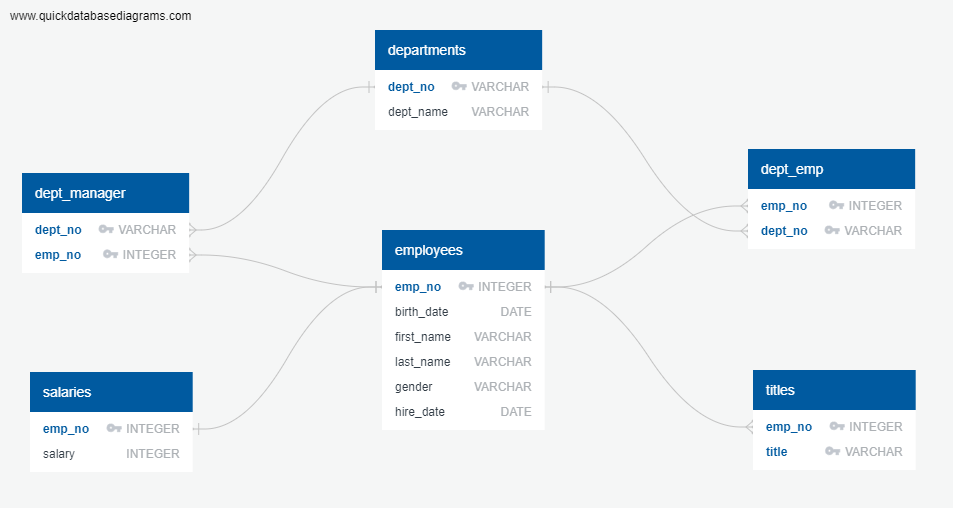 www.quickdatabasediagrams.com
departments
dept_no VARCHAR
dept_name VARCHAR
dept_manager
dept_no VARCHAR
emp_no INTEGER
dept_emp
emp_no INTEGER
dept_no VARCHAR
employees
emp_no INTEGER
birth_date DATE
first_name VARCHAR
last_name VARCHAR
gender VARCHAR
hire_date DATE
salaries
emp_no INTEGER
salary INTEGER
titles
emp_no INTEGER
title VARCHAR